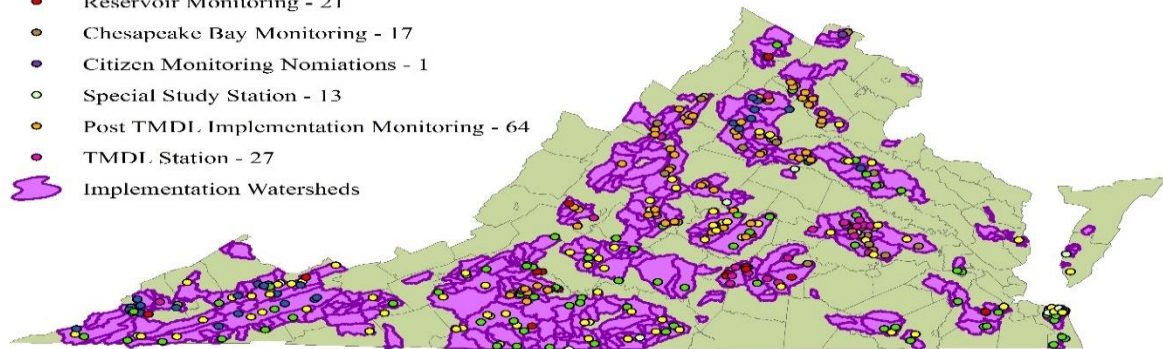 Reservoir Monitoring - 21
Chesapeake Bay Monitoring - 17
Citizen Monitoring Nomiations - 1
Special Study Station - 13
Post TMDL Implementation Monitoring - 64
TMDL Station - 27
Implementation Watersheds